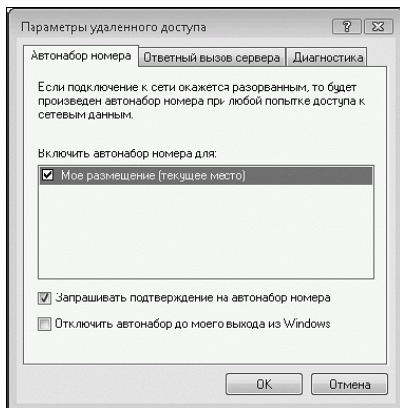 Параметры удаленного доступа
Автонабор номера
Ответный вызов сервера
Диагностика
Если подключение к сети окажется разорванным, то будет
произведен автонабор номера при любой попытке доступа к
сетевым данным.
Включить автонабор номера для:
Мое размещение (текущее место)
Запрашивать подтверждение на автонабор номера
Отключить автонабор до моего выхода из Windows
OK
Отмена